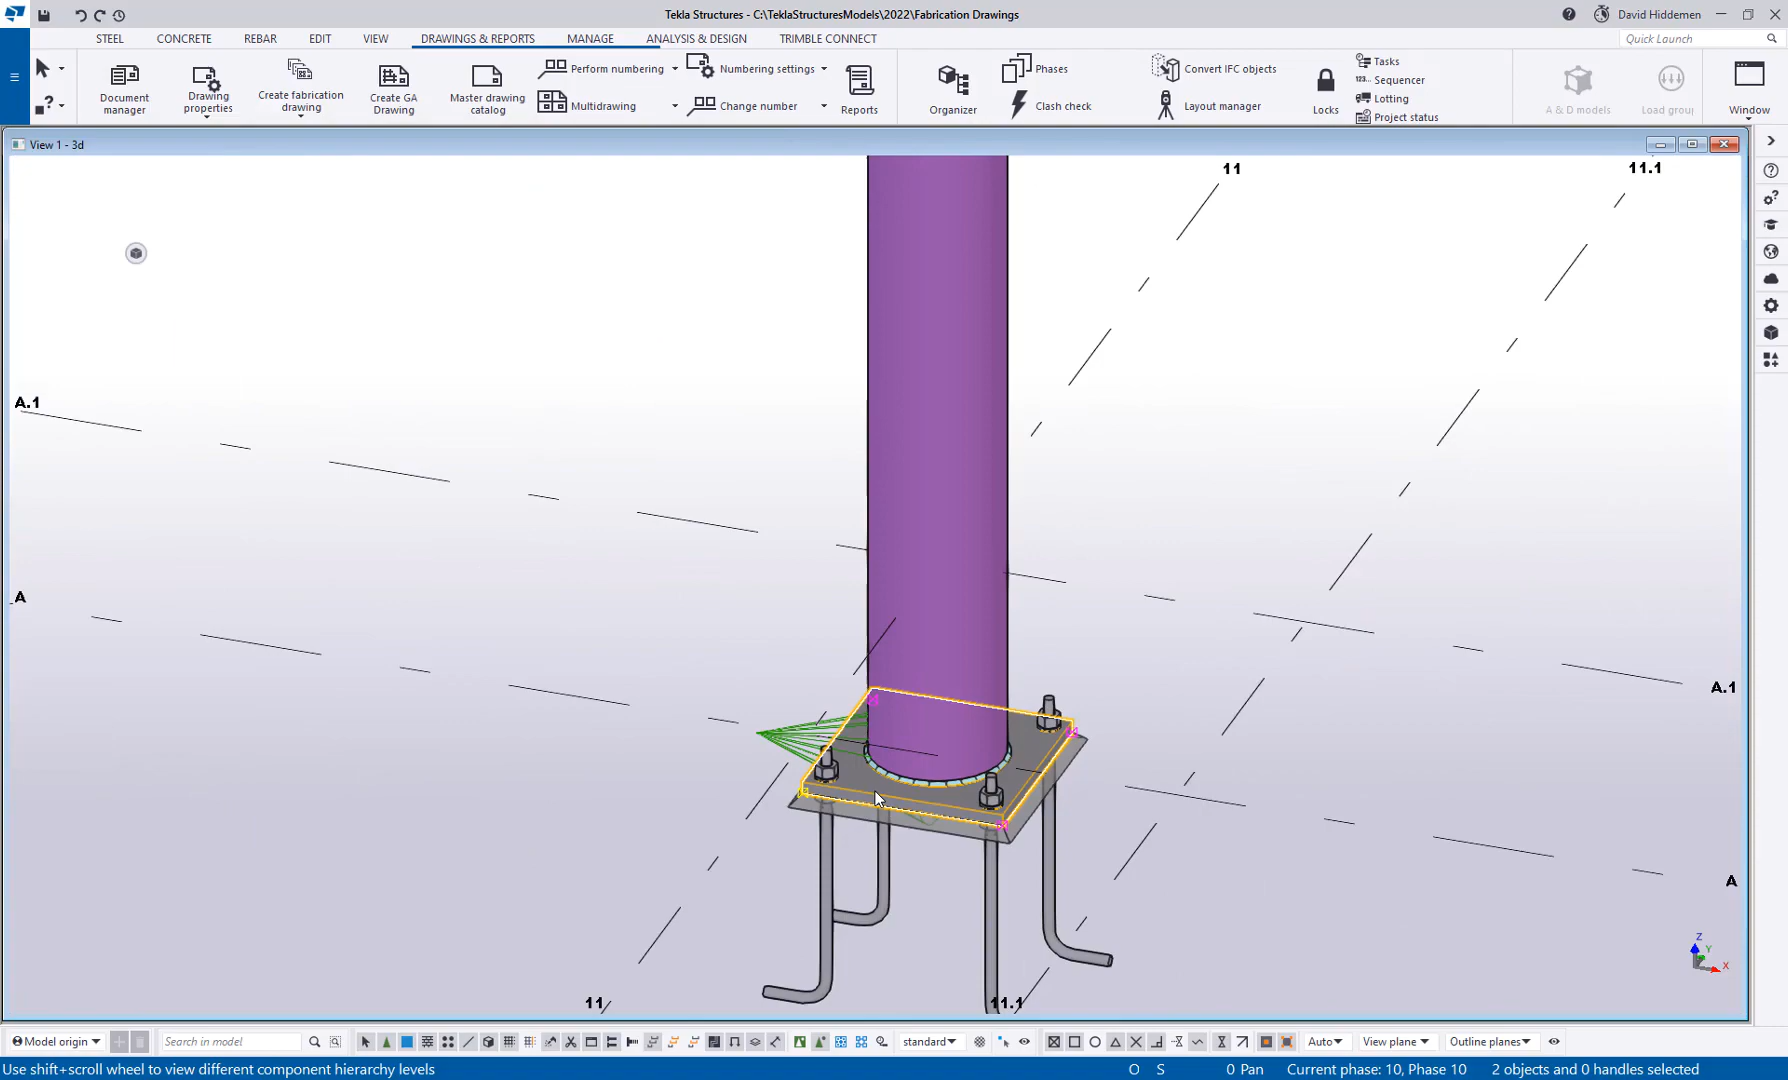 Tekla Structures - C:\TeklaStructuresModels\2022\Fabrication Drawings
David Hiddemen
STEEL
CONCRETE
REBAR
EDIT
VIEW
DRAWINGS & REPORTS
MANAGE
ANALYSIS & DESIGN
TRIMBLE CONNECT
Quick Launch
Document
manager
Drawing
properties
Create fabrication
drawing
Create GA
Drawing
Master drawing
catalog
Perform numbering
Multidrawing
Numbering settings
Change number
Reports
Organizer
Phases
Clash check
Convert IFC objects
Layout manager
Locks
Tasks
Sequencer
Lotting
Project status
A & D models
Load group
Window
View 1 - 3d
11
11.1
A.1
A
A.1
A
11
11.1
Z
Y
X
Model origin
Search in model
standard
Auto
View plane
Outline planes
Use shift+scroll wheel to view different component hierarchy levels
O
S
0 Pan
Current phase: 10, Phase 10
2 objects and 0 handles selected